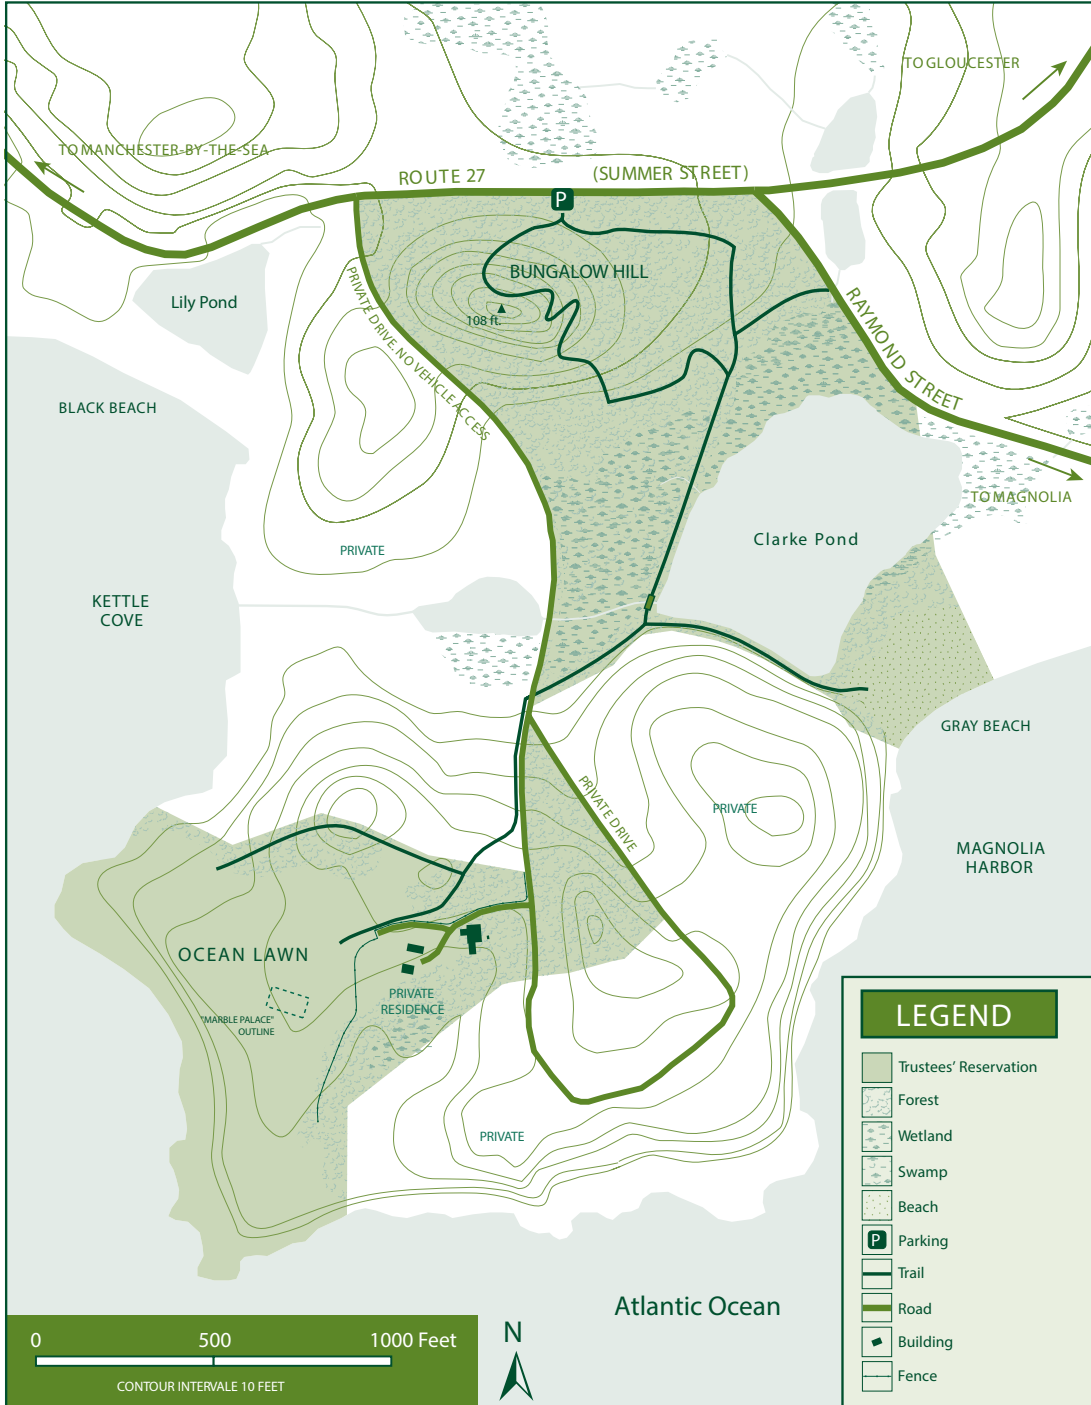 TO GLOUCESTER
TO MANCHESTER-BY-THE-SEA
ROUTE 27
(SUMMER STREET)
P
BUNGALOW HILL
108 ft.
Lily Pond
PRIVATE DRIVE. NO VEHICLE ACCESS
RAYMOND STREET
BLACK BEACH
TO MAGNOLIA
Clarke Pond
PRIVATE
KETTLE
COVE
GRAY BEACH
PRIVATE DRIVE
PRIVATE
MAGNOLIA
HARBOR
OCEAN LAWN
PRIVATE
RESIDENCE
"MARBLE PALACE"
OUTLINE
PRIVATE
LEGEND
Trustees' Reservation
Forest
Wetland
Swamp
Beach
P
Parking
Trail
Road
Building
Fence
Atlantic Ocean
N
0
500
1000 Feet
CONTOUR INTERVALE 10 FEET